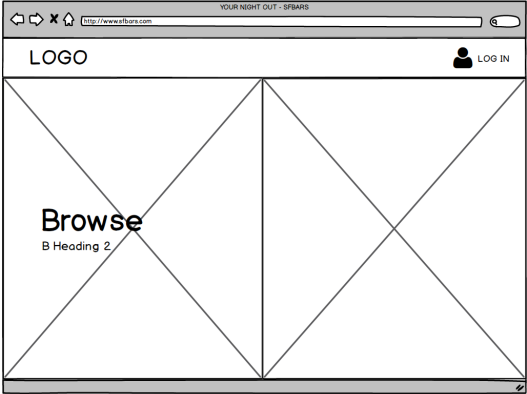 YOUR NIGHT OUT - SFBARS
http://www.sfbars.com
LOGO
LOG IN
Browse
B Heading 2